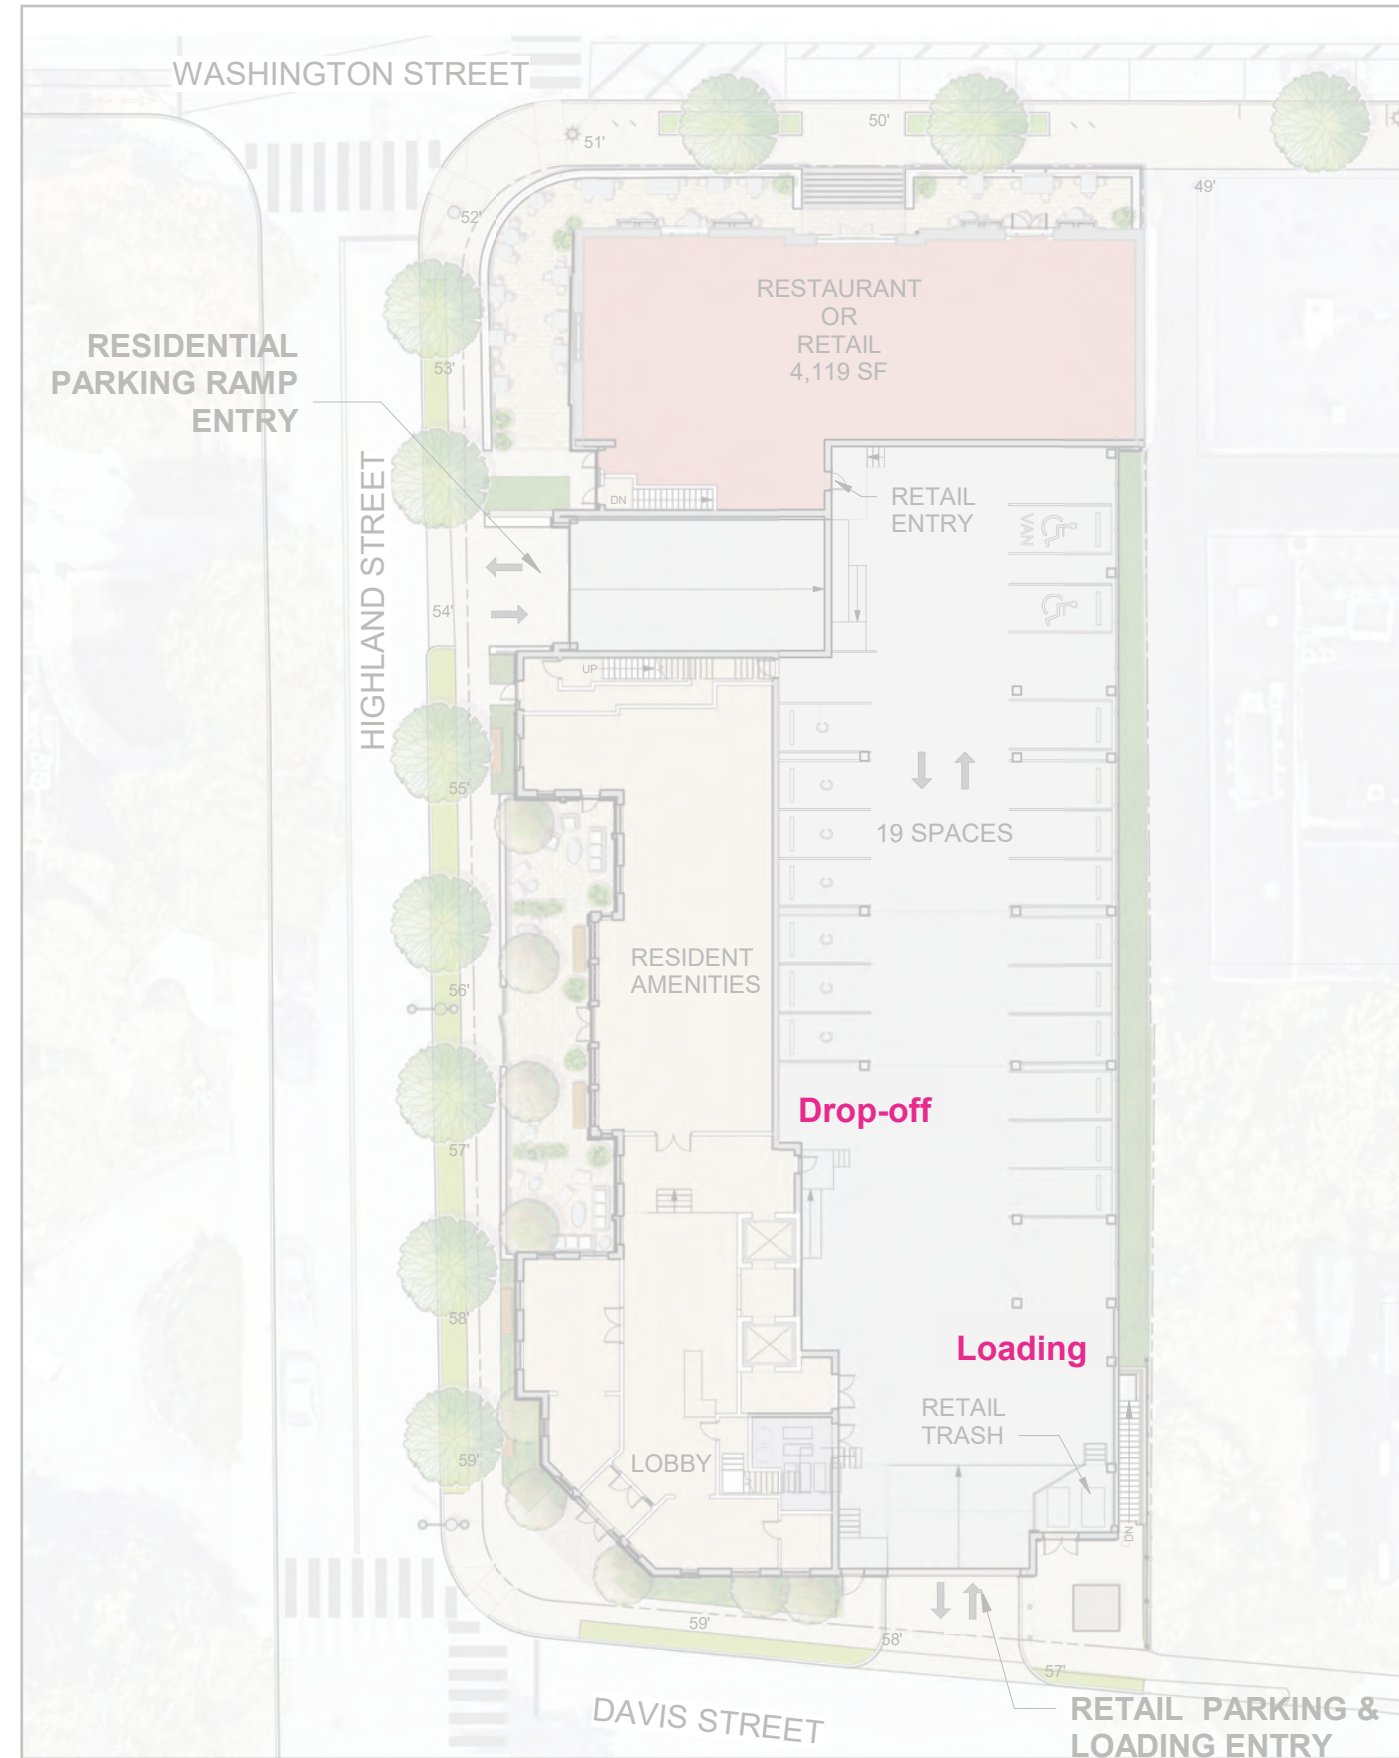 WASHINGTON STREET
51'
50'
49'
52'
RESTAURANT
OR
RETAIL
4,119 SF
RESIDENTIAL
PARKING RAMP
ENTRY
53'
HIGHLAND STREET
DN
RETAIL
ENTRY
VAN
54'
UP
C
55'
C
19 SPACES
C
C
RESIDENT
AMENITIES
C
56'
C
C
Drop-off
57'
58'
Loading
RETAIL
TRASH
LOBBY
59'
DN
59'
58'
57'
DAVIS STREET
RETAIL PARKING &
LOADING ENTRY